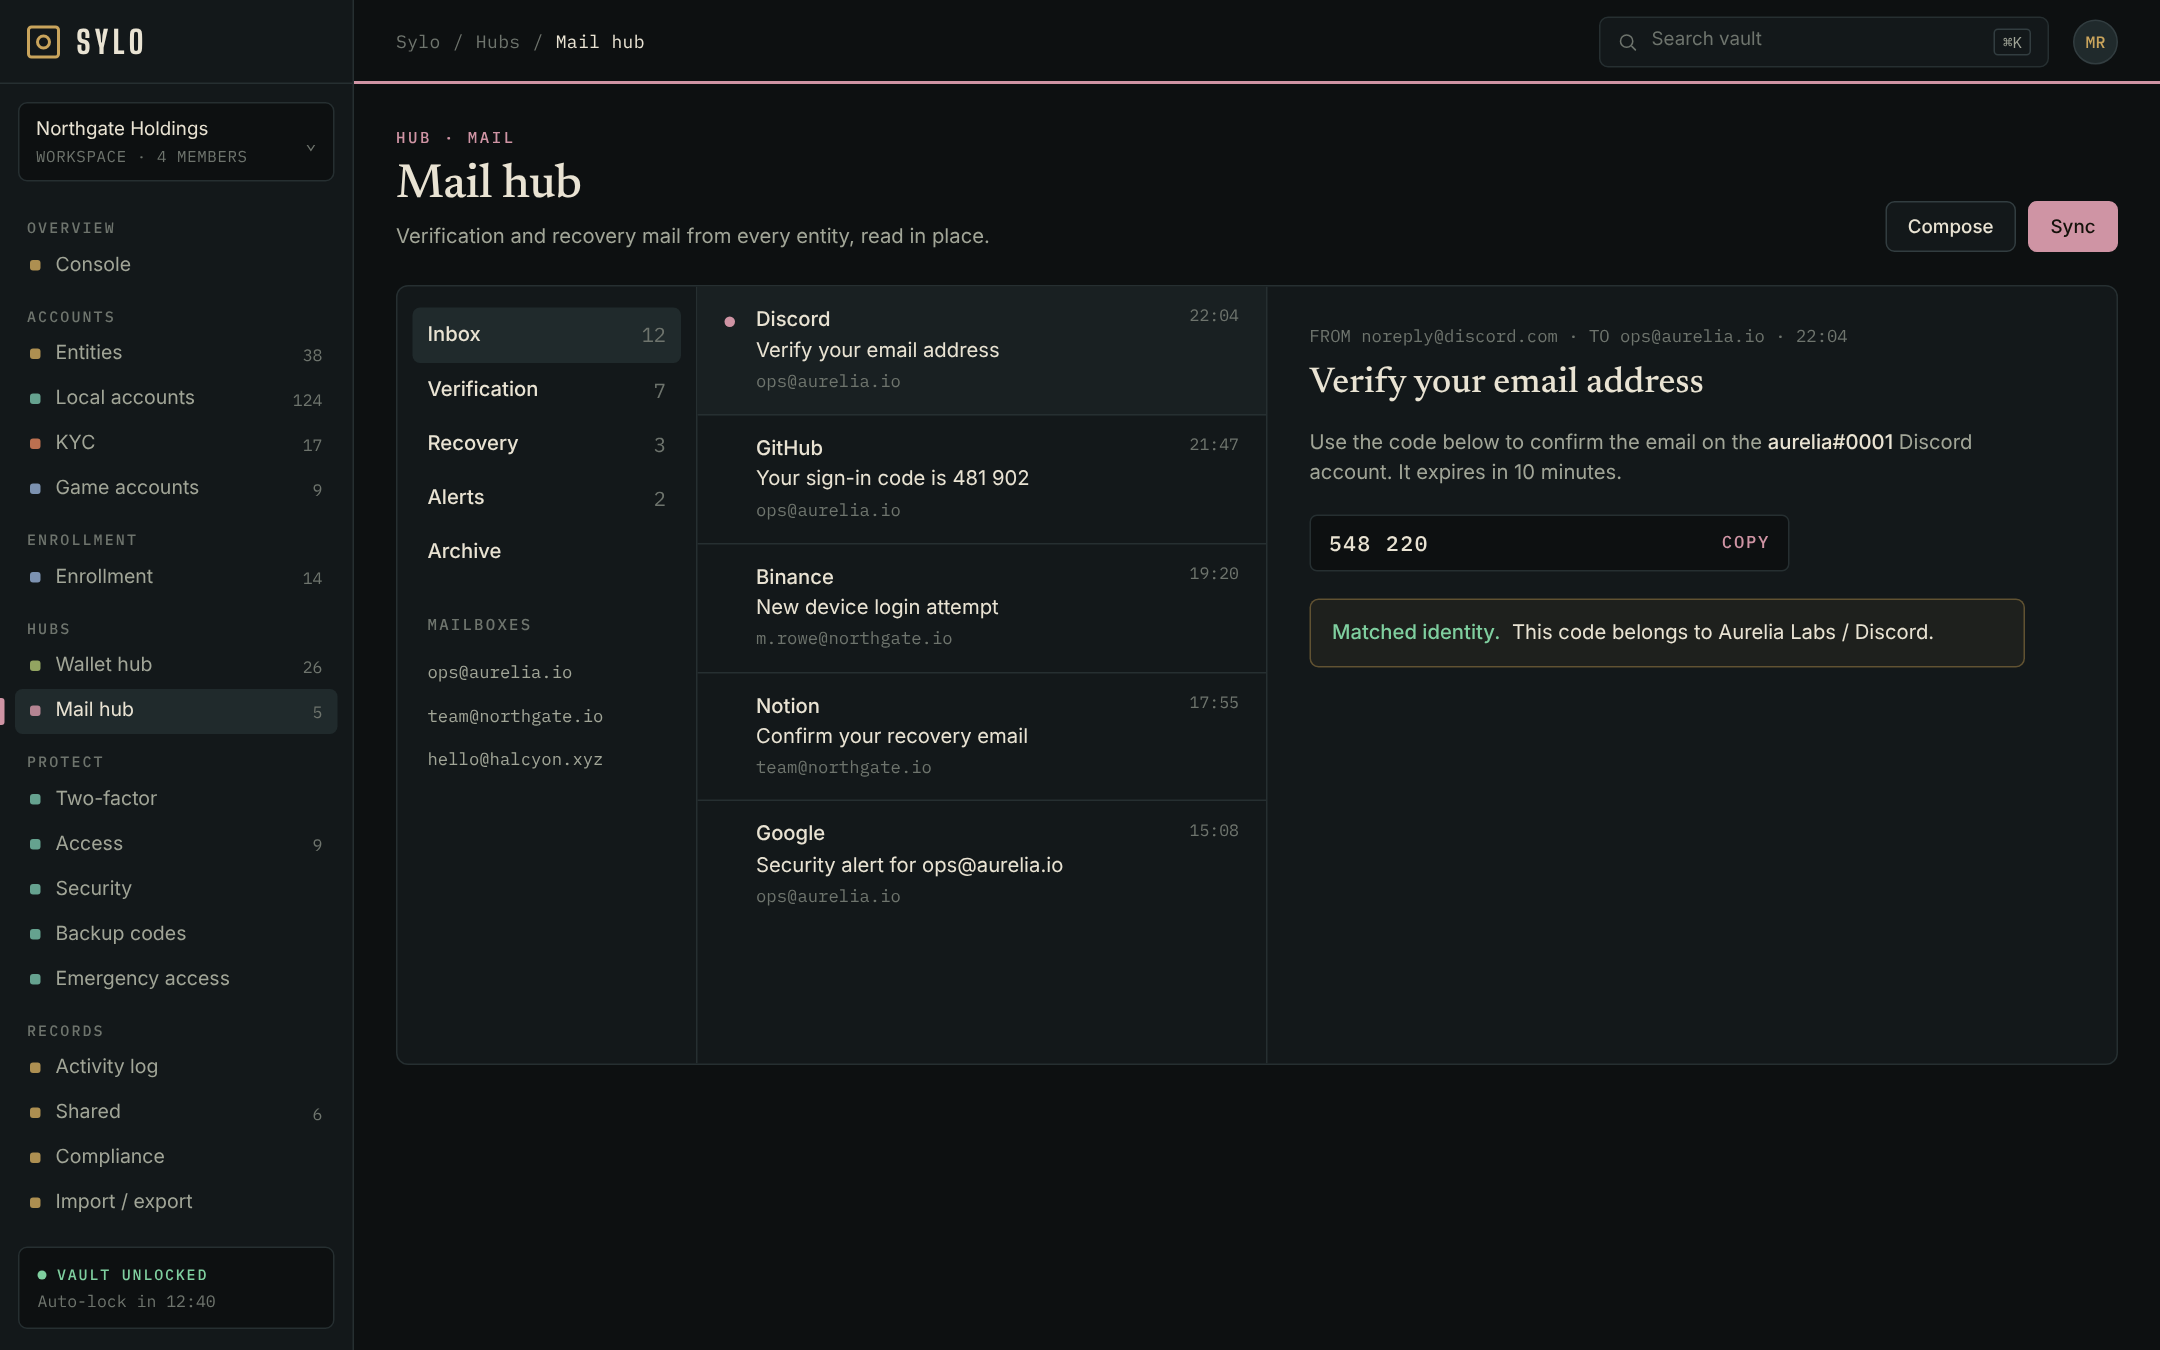 SYLO
Northgate Holdings
WORKSPACE · 4 MEMBERS
OVERVIEW
Console
ACCOUNTS
Entities 38
Local accounts 124
KYC 17
Game accounts 9
ENROLLMENT
Enrollment 14
HUBS
Wallet hub 26
Mail hub 5
PROTECT
Two-factor
Access 9
Security
Backup codes
Emergency access
RECORDS
Activity log
Shared 6
Compliance
Import / export
VAULT UNLOCKED
Auto-lock in 12:40
Sylo / Hubs / Mail hub
Search vault ⌘K
MR
HUB · MAIL
Mail hub
Verification and recovery mail from every entity, read in place.
Compose Sync
Inbox 12
Verification 7
Recovery 3
Alerts 2
Archive
MAILBOXES
ops@aurelia.io
team@northgate.io
hello@halcyon.xyz
Discord 22:04
Verify your email address
ops@aurelia.io
GitHub 21:47
Your sign-in code is 481 902
ops@aurelia.io
Binance 19:20
New device login attempt
m.rowe@northgate.io
Notion 17:55
Confirm your recovery email
team@northgate.io
Google 15:08
Security alert for ops@aurelia.io
ops@aurelia.io
FROM noreply@discord.com · TO ops@aurelia.io · 22:04
Verify your email address
Use the code below to confirm the email on the aurelia#0001 Discord
account. It expires in 10 minutes.
548 220 COPY
Matched identity. This code belongs to Aurelia Labs / Discord.